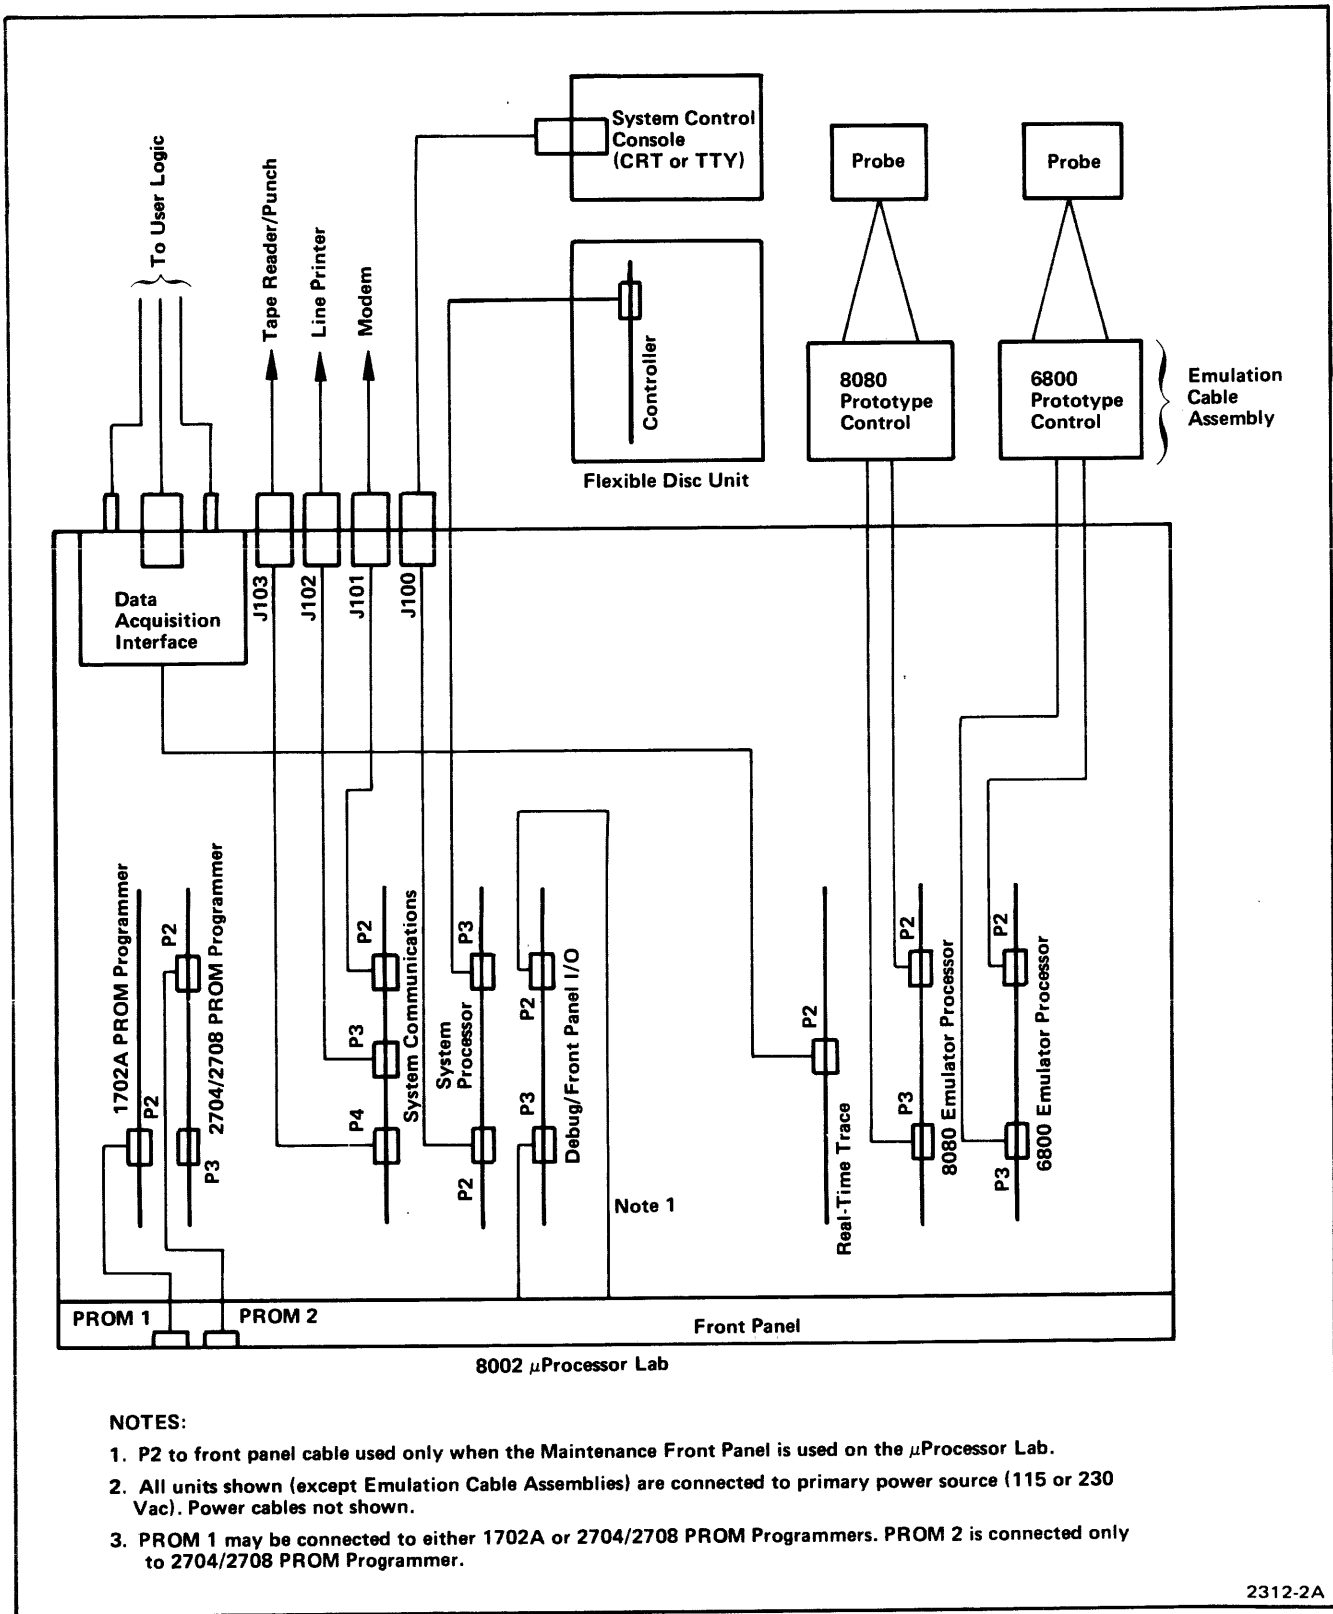 To User Logic
Tape Reader/Punch
Line Printer
Modem
System Control
Console
(CRT or TTY)
Controller
Flexible Disc Unit
Probe
Probe
8080
Prototype
Control
6800
Prototype
Control
Emulation
Cable
Assembly
Data
Acquisition
Interface
J103
J102
J101
J100
1702A PROM Programmer
P2
P2
2704/2708 PROM Programmer
P3
P2
P3
P4
System Communications
P3
System
Processor
P2
P2
P3
Debug/Front Panel I/O
Note 1
P2
Real-Time Trace
P2
P3
8080 Emulator Processor
P2
P3
6800 Emulator Processor
PROM 1
PROM 2
Front Panel
8002 μProcessor Lab
NOTES:
1. P2 to front panel cable used only when the Maintenance Front Panel is used on the μProcessor Lab.
2. All units shown (except Emulation Cable Assemblies) are connected to primary power source (115 or 230
Vac). Power cables not shown.
3. PROM 1 may be connected to either 1702A or 2704/2708 PROM Programmers. PROM 2 is connected only
to 2704/2708 PROM Programmer.
2312-2A